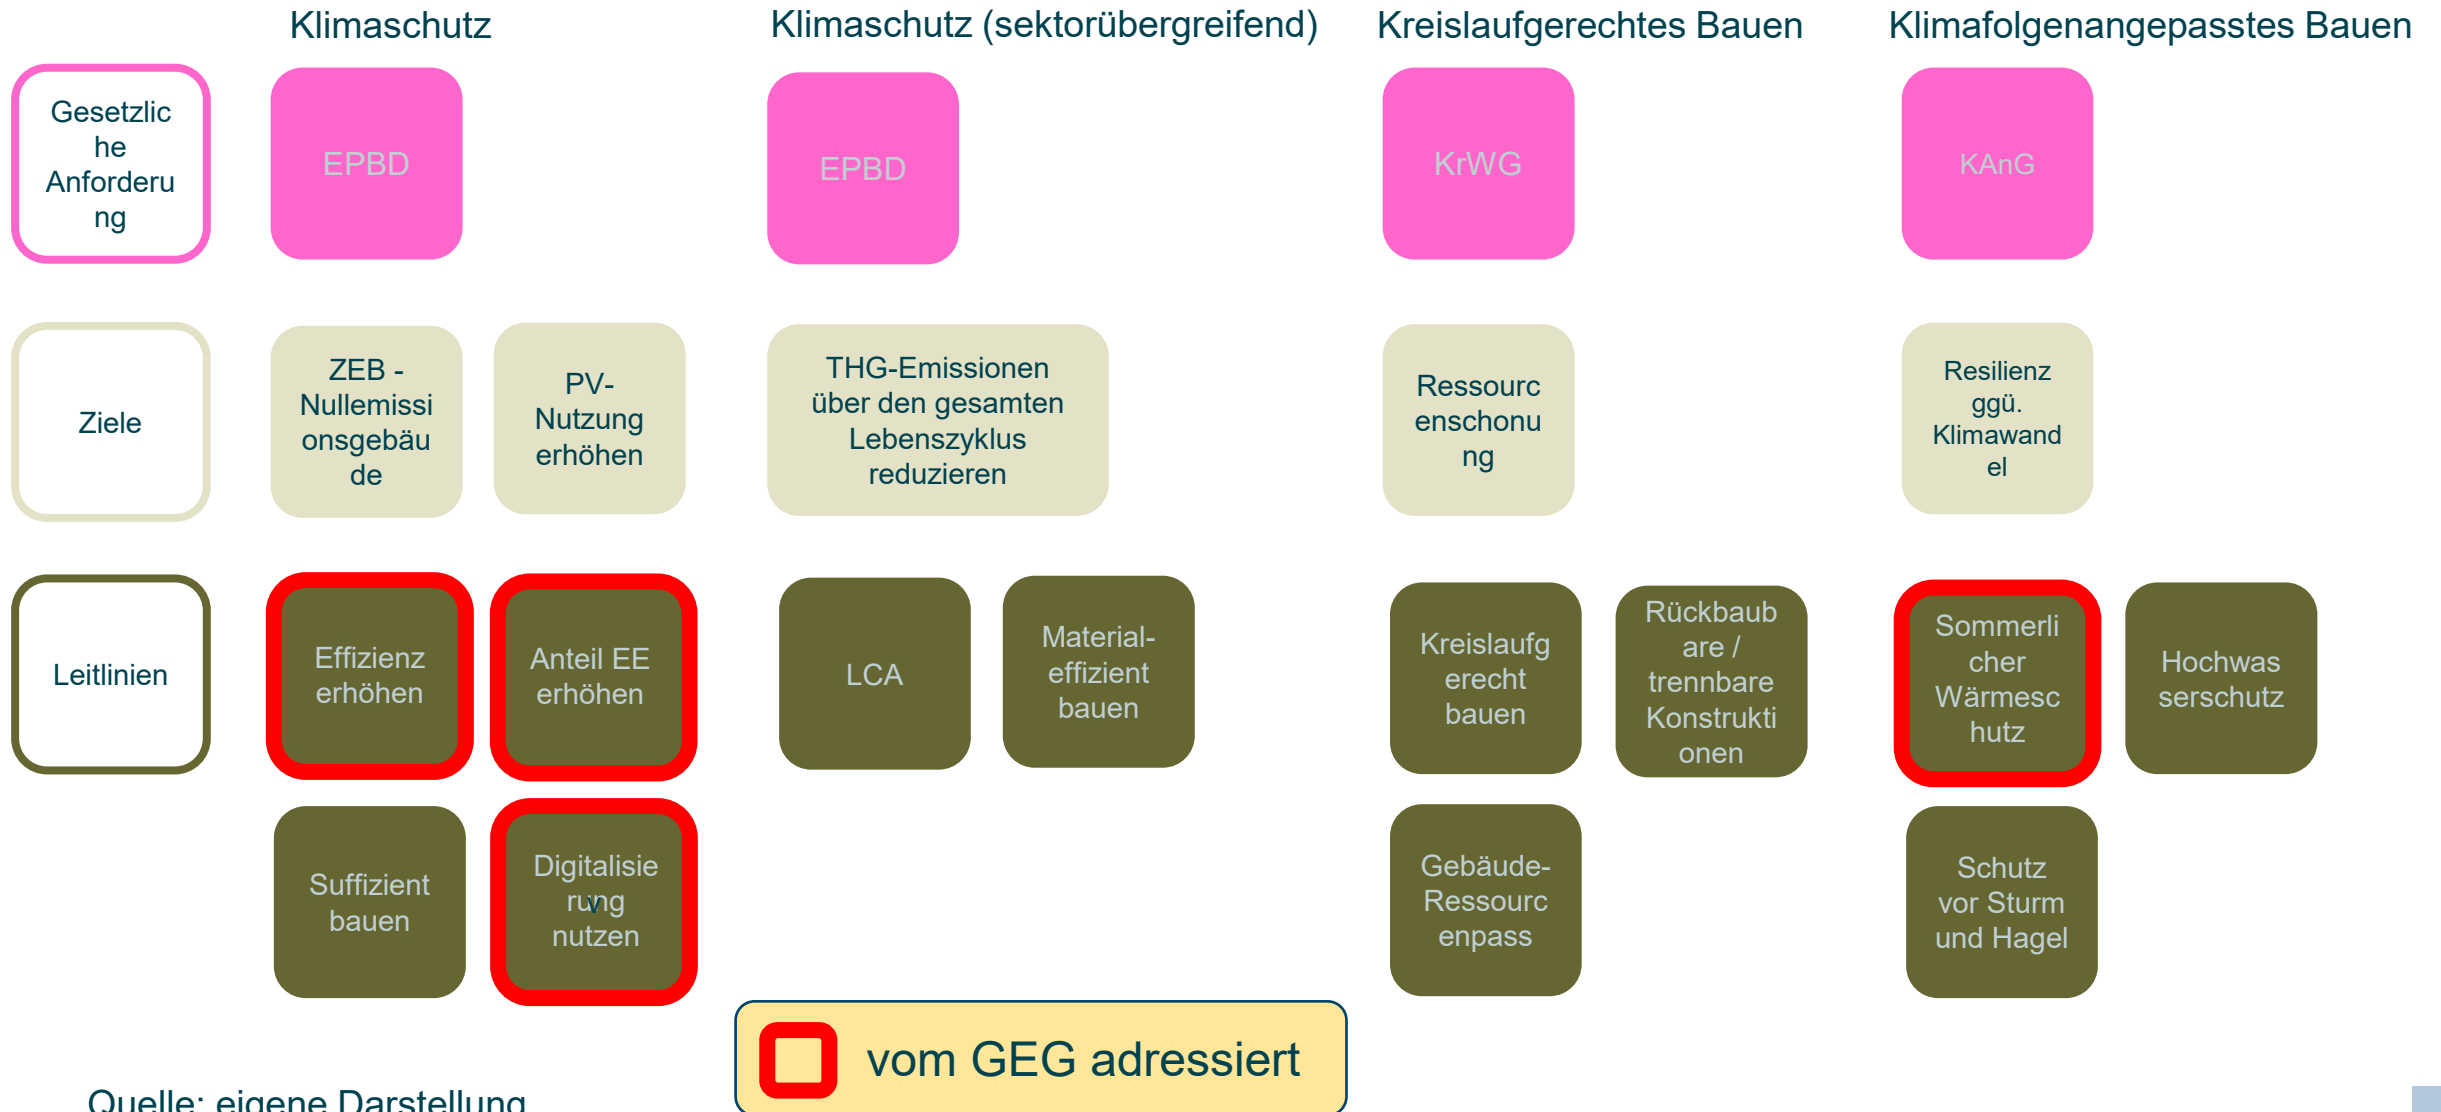 Klimaschutz
Klimaschutz (sektorübergreifend)
Kreislaufgerechtes Bauen
Klimafolgenangepasstes Bauen
Gesetzlic
he
Anforderu
ng
EPBD
EPBD
KrWG
KAnG
Ziele
ZEB -
Nullemissi
onsgebäu
de
PV-
Nutzung
erhöhen
THG-Emissionen
über den gesamten
Lebenszyklus
reduzieren
Ressourc
enschonu
ng
Resilienz
ggü.
Klimawand
el
Leitlinien
Effizienz
erhöhen
Anteil EE
erhöhen
LCA
Material-
effizient
bauen
Kreislaufg
erecht
bauen
Rückbaub
are /
trennbare
Konstrukti
onen
Sommerli
cher
Wärmesc
hutz
Hochwas
serschutz
Suffizient
bauen
Digitalisie
rung
nutzen
v
Gebäude-
Ressourc
enpass
Schutz
vor Sturm
und Hagel
vom GEG adressiert
Quelle: eigene Darstellung